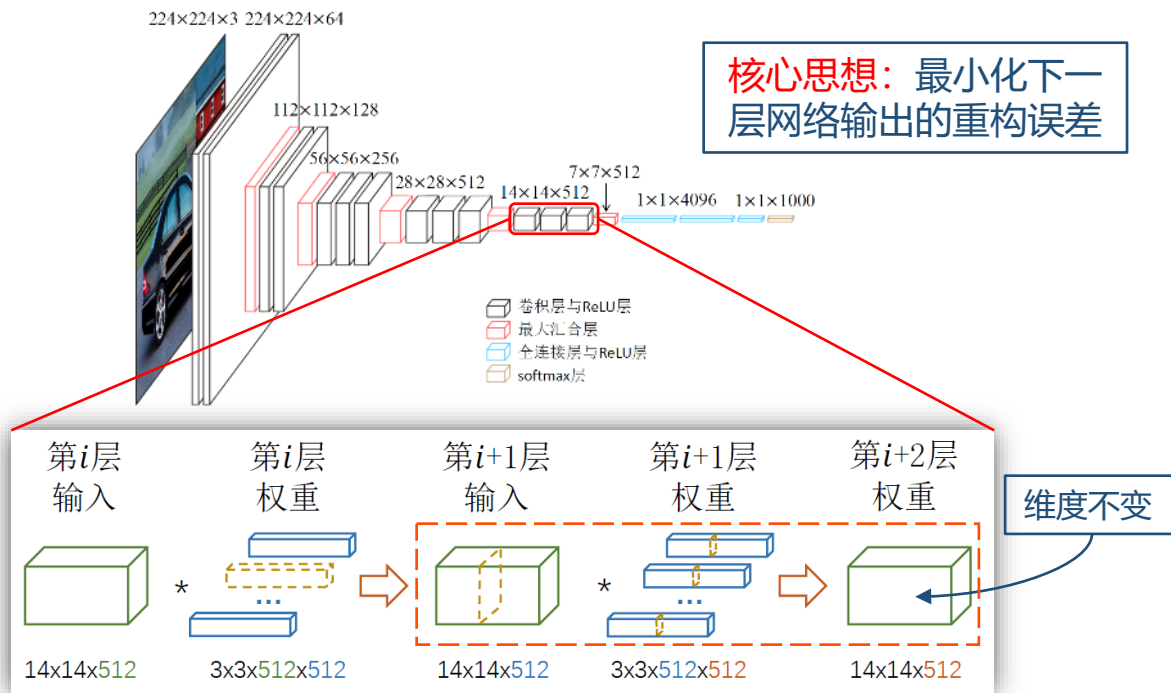 224×224×3 224×224×64
核心思想：最小化下一
层网络输出的重构误差
112×112×128
56×56×256
28×28×512
14×14×512
7×7×512
1×1×4096 1×1×1000
卷积层与ReLU层
最大汇合层
全连接层与ReLU层
softmax层
第i层
输入
第i层
权重
第i+1层
输入
第i+1层
权重
第i+2层
权重
维度不变
*
...
*
...
14x14x512
3x3x512x512
14x14x512
3x3x512x512
14x14x512